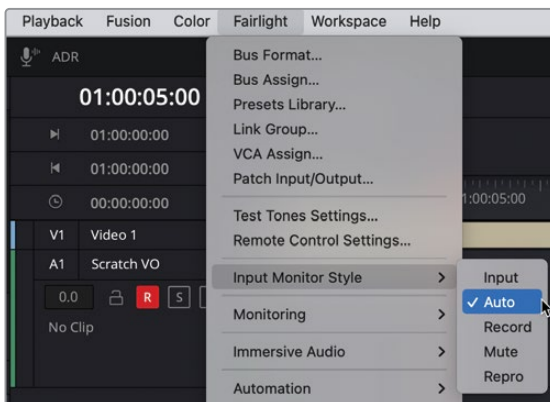 Playback Fusion Color Fairlight Workspace Help
ADR
01:00:05:00
01:00:00:00
01:00:00:00
00:00:00:00
V1 Video 1
A1 Scratch VO
0.0 R S
No Clip
Bus Format...
Bus Assign...
Presets Library...
Link Group...
VCA Assign...
Patch Input/Output...
Test Tones Settings...
Remote Control Settings...
Input Monitor Style >
Monitoring >
Immersive Audio >
Automation >
1:00:05:00
Input
✓ Auto
Record
Mute
Repro